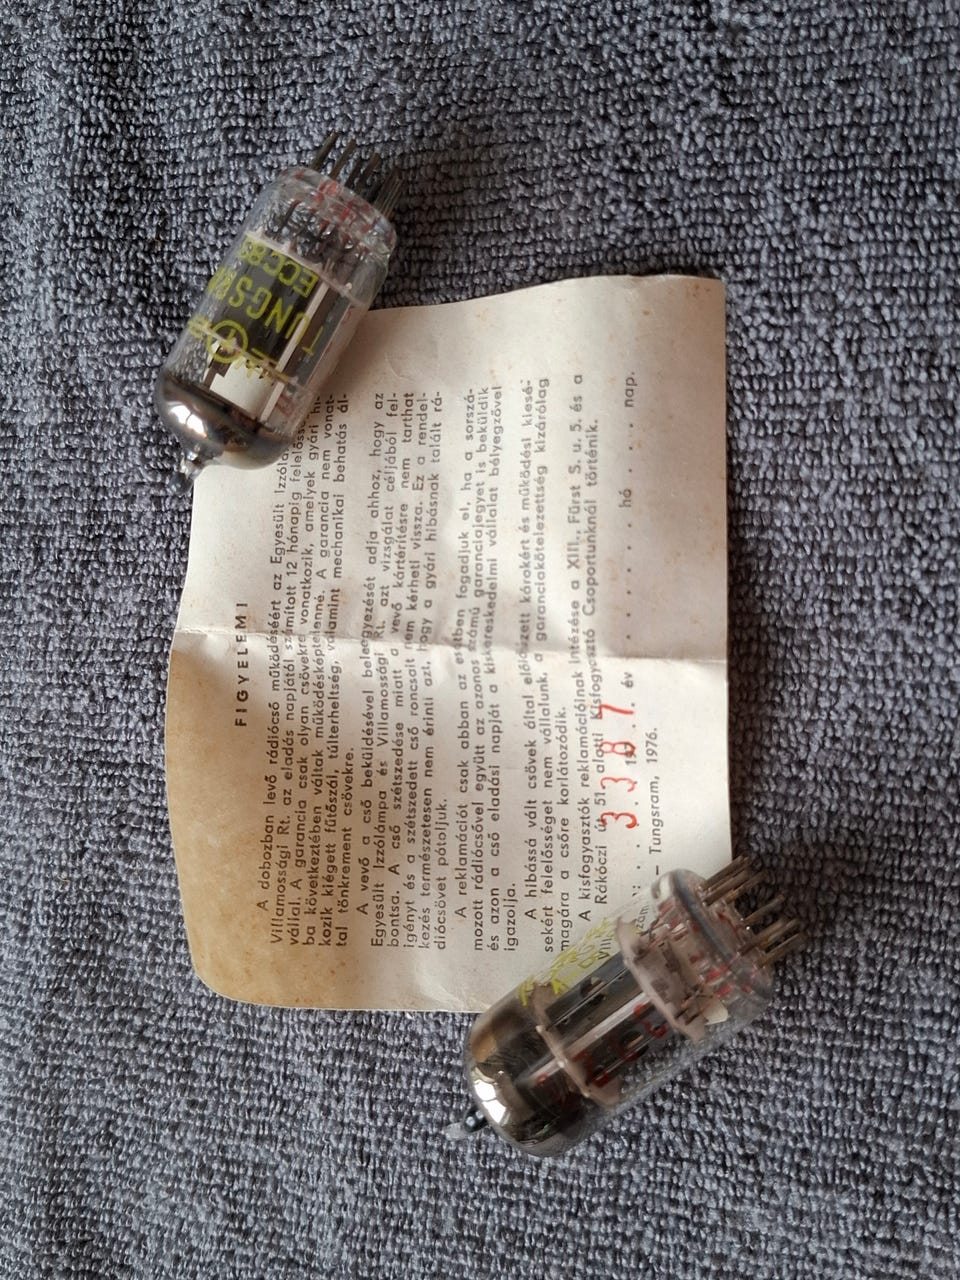 FIGYELEM!
A dobozban levő rádiócső működéséért az Egyesült Izzóla
Villamossági Rt. az eladás napjától számított 12 hónapig felelőssé
vállal. A garancia csak olyan csövekre vonatkozik, amelyek gyári hi-
ba következtében váltak működésképtelenné. A garancia nem vonat-
kozik kiégett fűtőszál, túlterheltség, valamint mechanikai behatás ál-
tal tönkrement csövekre.
A vevő a cső beküldésével beleegyezését adja ahhoz, hogy az
Egyesült Izzólámpa és Villamossági Rt. azt vizsgálat céljából fel-
bontsa. A cső szétszedése miatt a vevő kártérítésre nem tarthat
igényt és a szétszedett cső roncsait nem kérheti vissza. Ez a rendel-
kezés természetesen nem érinti azt, hogy a gyári hibásnak talált rá-
diócsövet pótoljuk.
A reklamációt csak abban az esetben fogadjuk el, ha a sorszá-
mozott rádiócsővel együtt az azonos számú garanciajegyet is beküldik
és azon a cső eladási napját a kiskereskedelmi vállalat bélyegzővel
igazolja.
A hibássá vált csövek által előidézett károkért és működési kiesé-
sekért felelősséget nem vállalunk, a garanciakötelezettség kizárólag
magára a csőre korlátozódik.
A kisfogyasztók reklamációinak intézése a XIII., Fürst S. u. 5. és a
Rákóczi út 51. alatti Kisfogyasztó Csoportunknál történik.
3387
19 . 7. év . . . . . . . hó . . . . . nap.
— Tungsram, 1976.
TUNGSR
ECC83